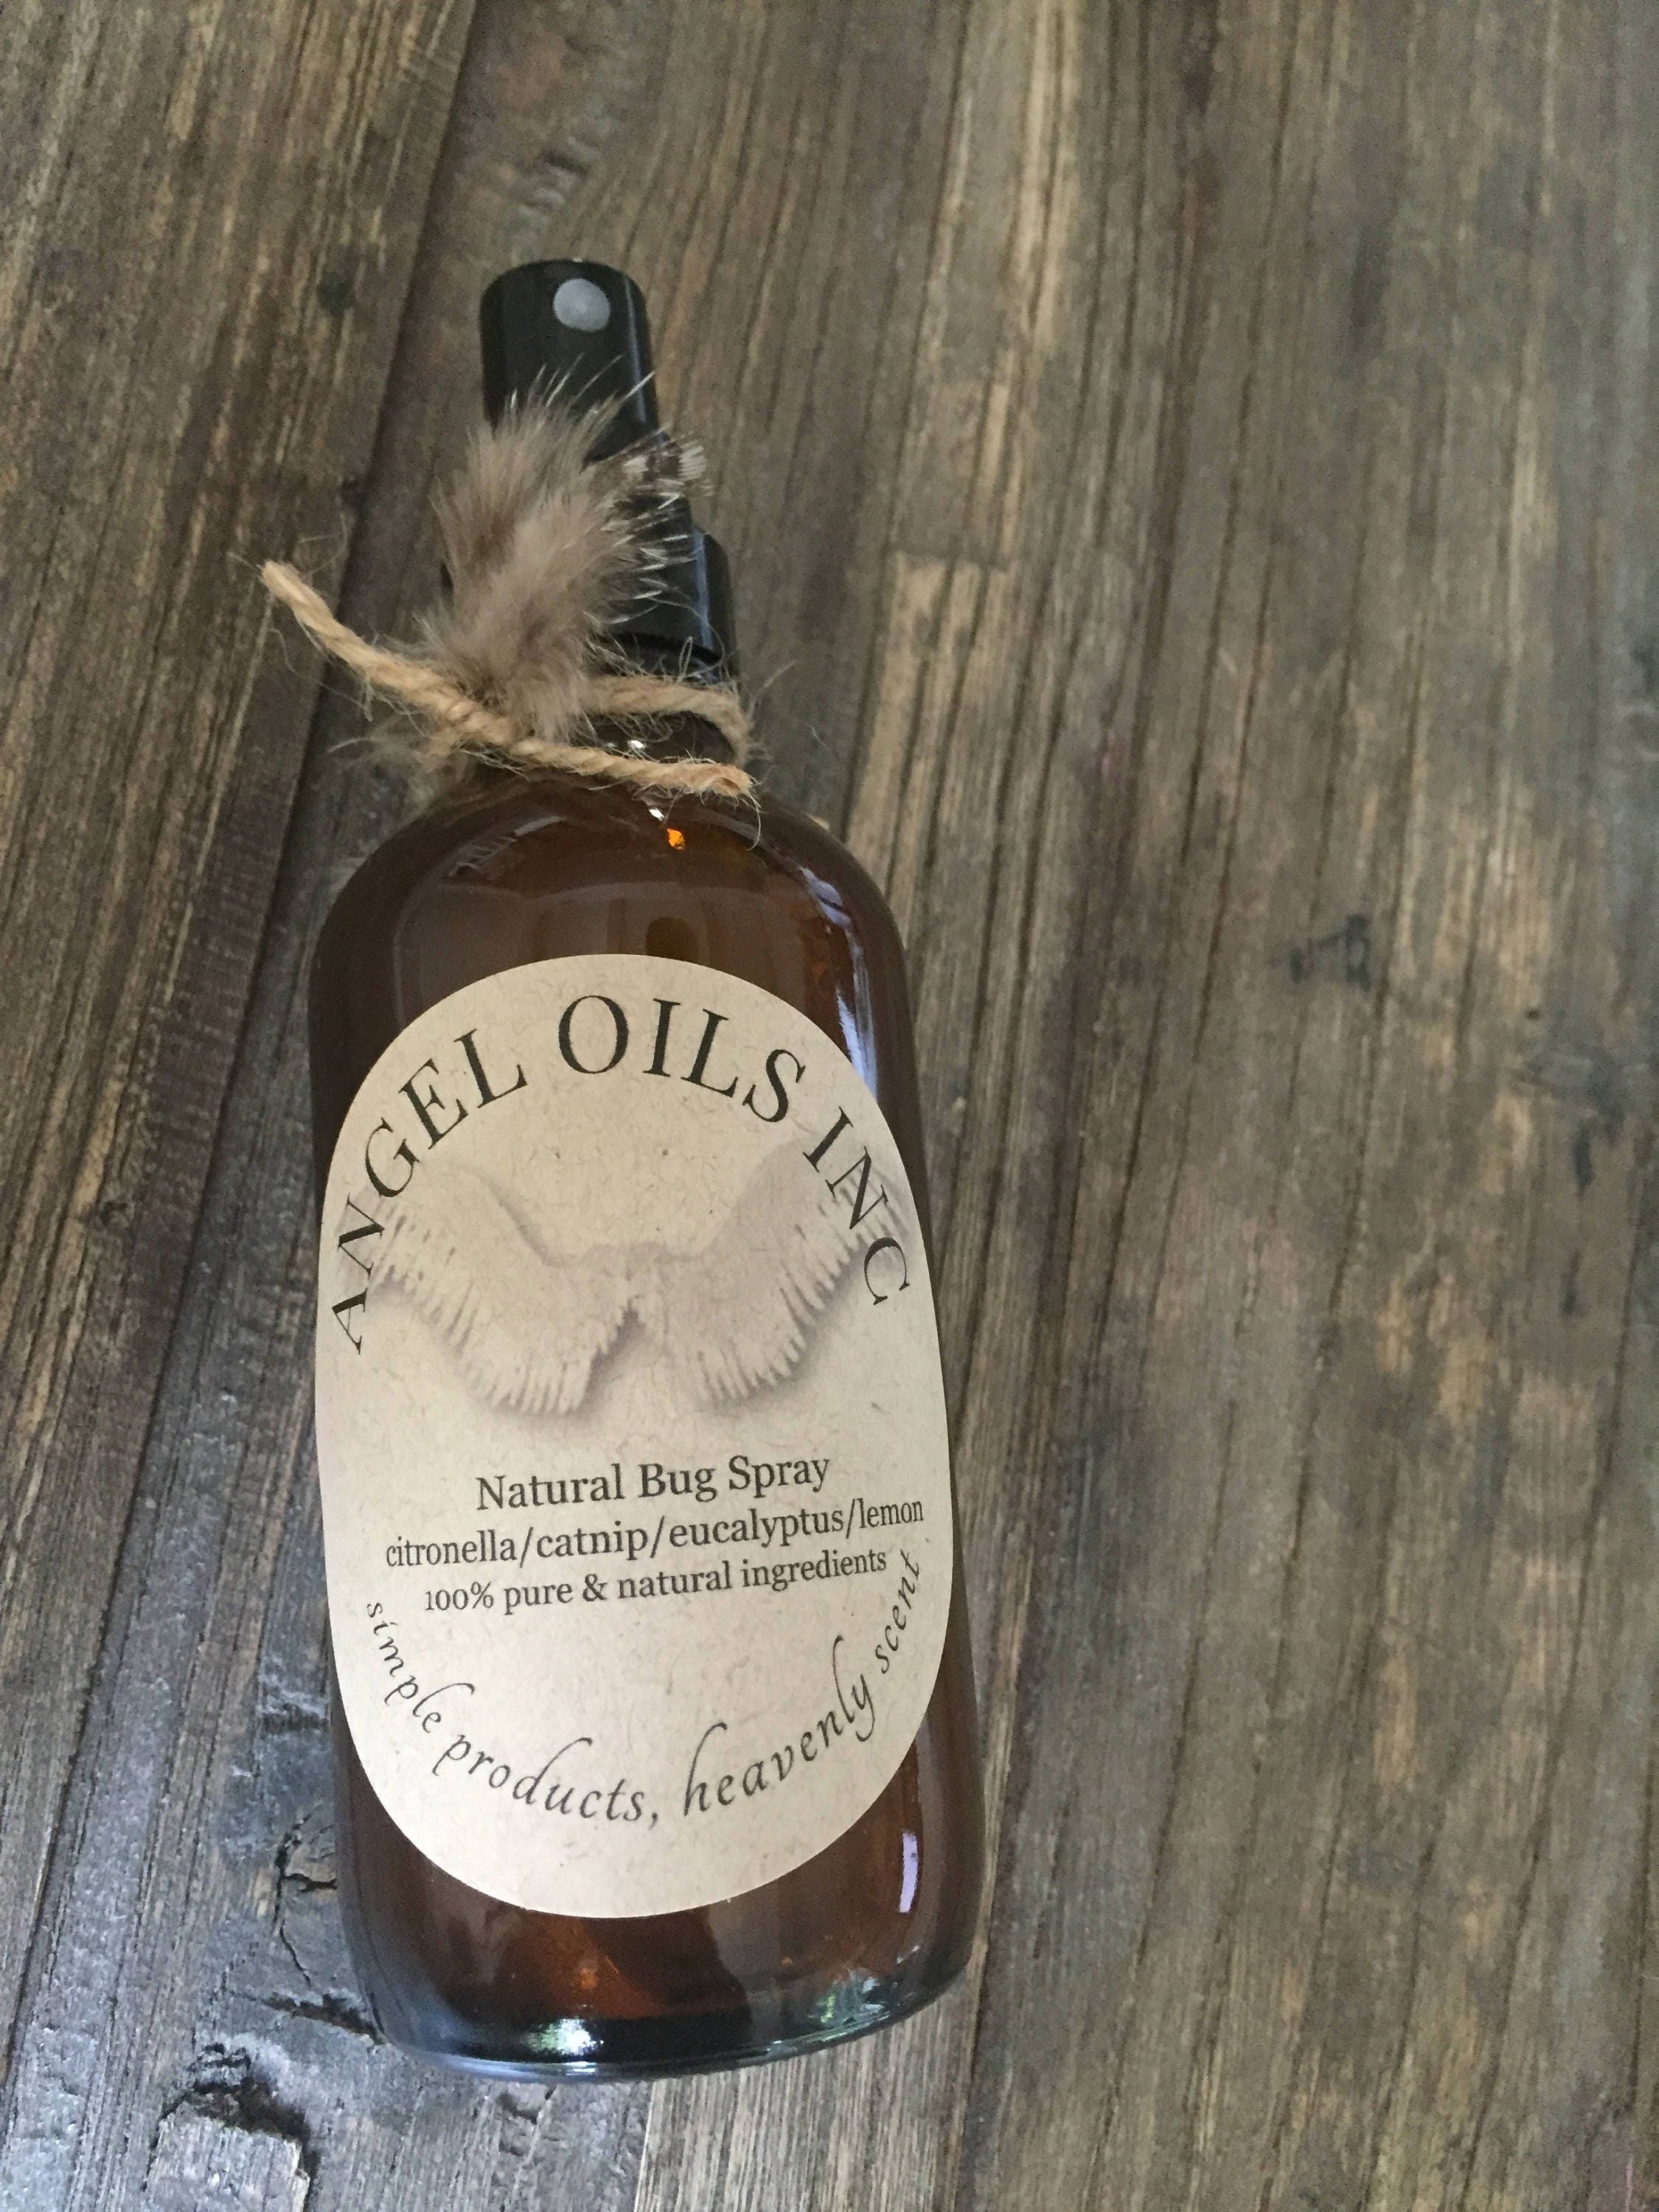 ANGEL OILS INC
Natural Bug Spray
citronella/catnip/eucalyptus/lemon
100% pure & natural ingredients
simple products, heavenly scent